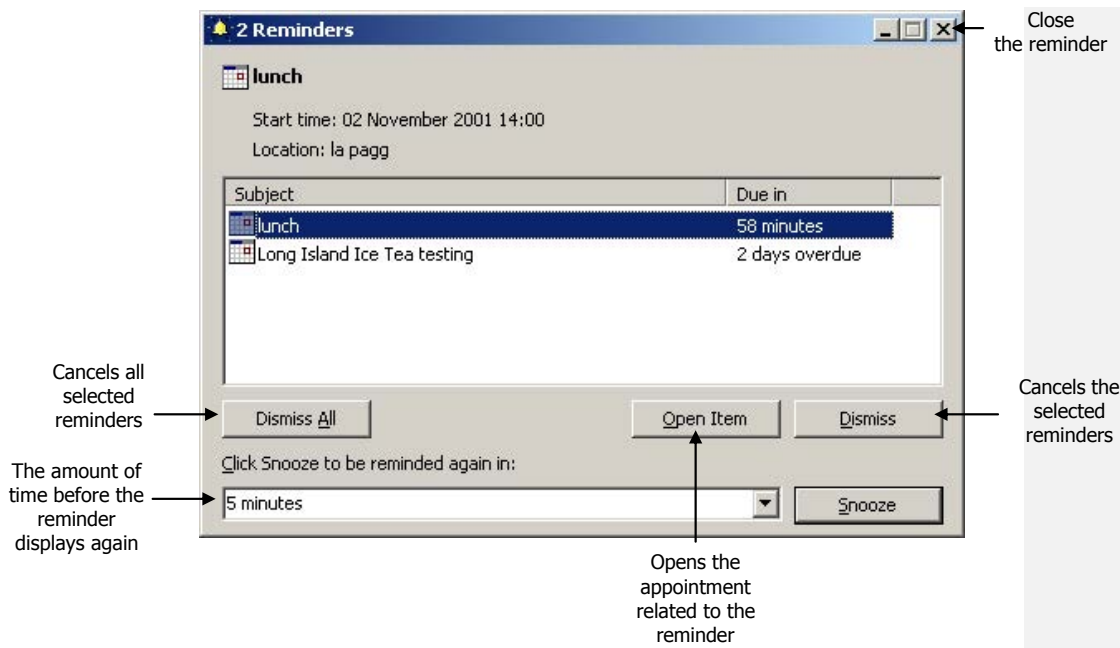 2 Reminders
Close
the reminder
lunch
Start time: 02 November 2001 14:00
Location: la pagg
Subject Due in
lunch 58 minutes
Long Island Ice Tea testing 2 days overdue
Cancels all
selected
reminders
Dismiss All Open Item Dismiss
Cancels the
selected
reminders
Click Snooze to be reminded again in:
The amount of
time before the
reminder
displays again
5 minutes Snooze
Opens the
appointment
related to the
reminder